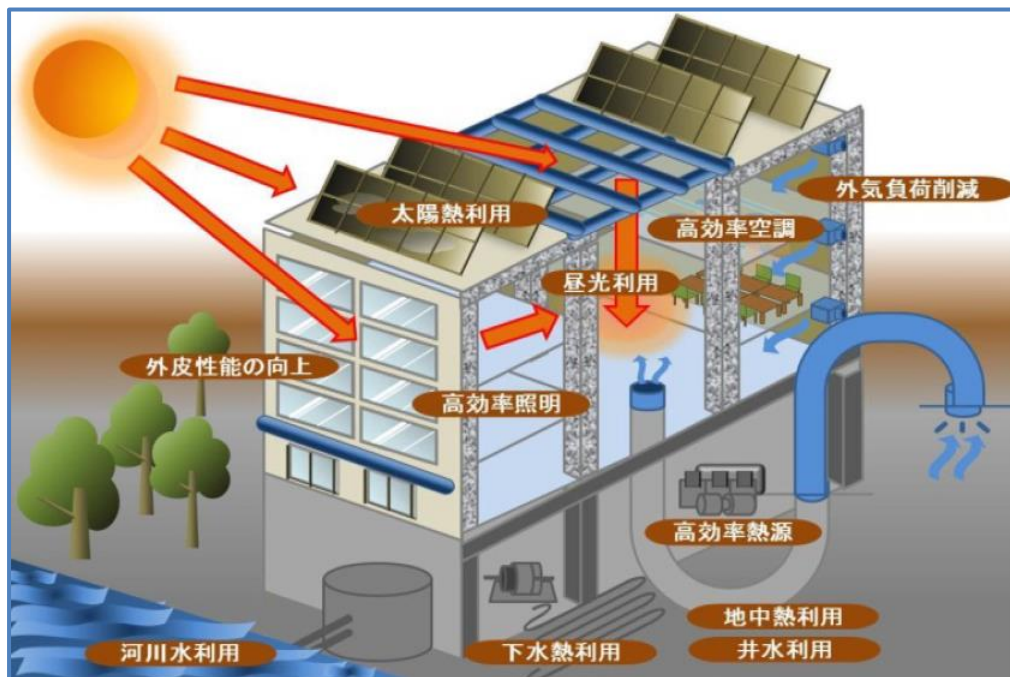 外気負荷削減
太陽熱利用
高効率空調
昼光利用
外皮性能の向上
高効率照明
高効率熱源
地中熱利用
河川水利用
下水熱利用
井水利用